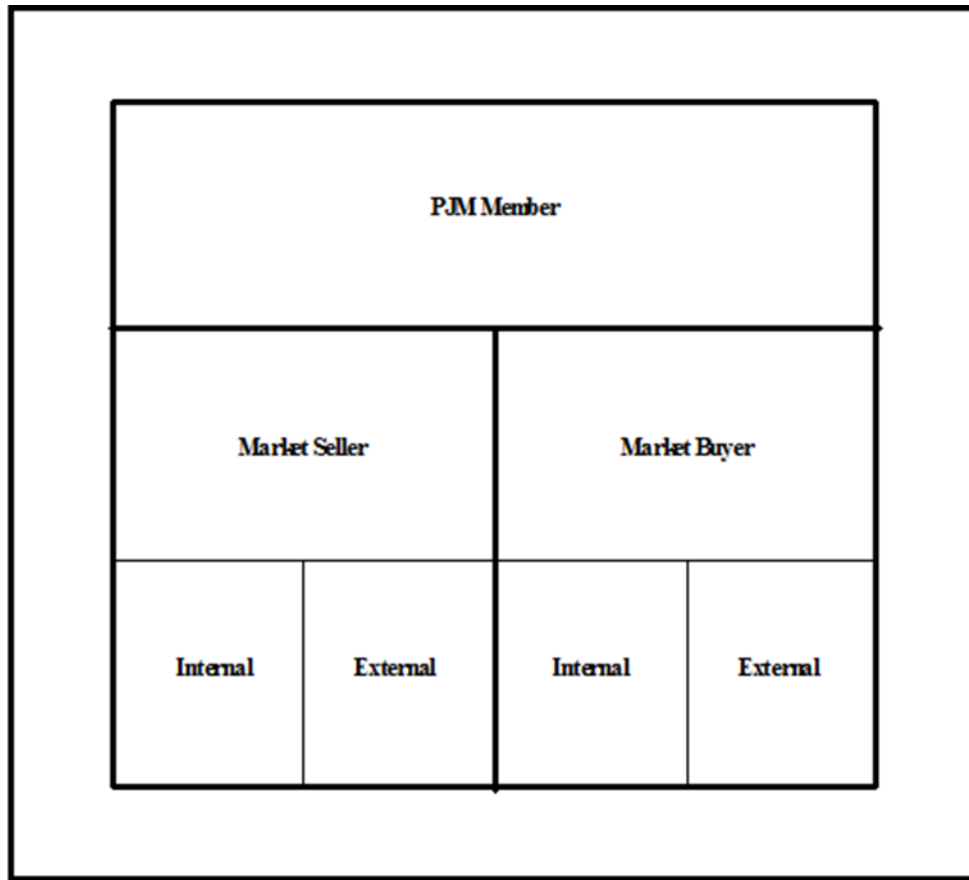 PJM Member
Market Seller
Market Buyer
Internal
External
Internal
External